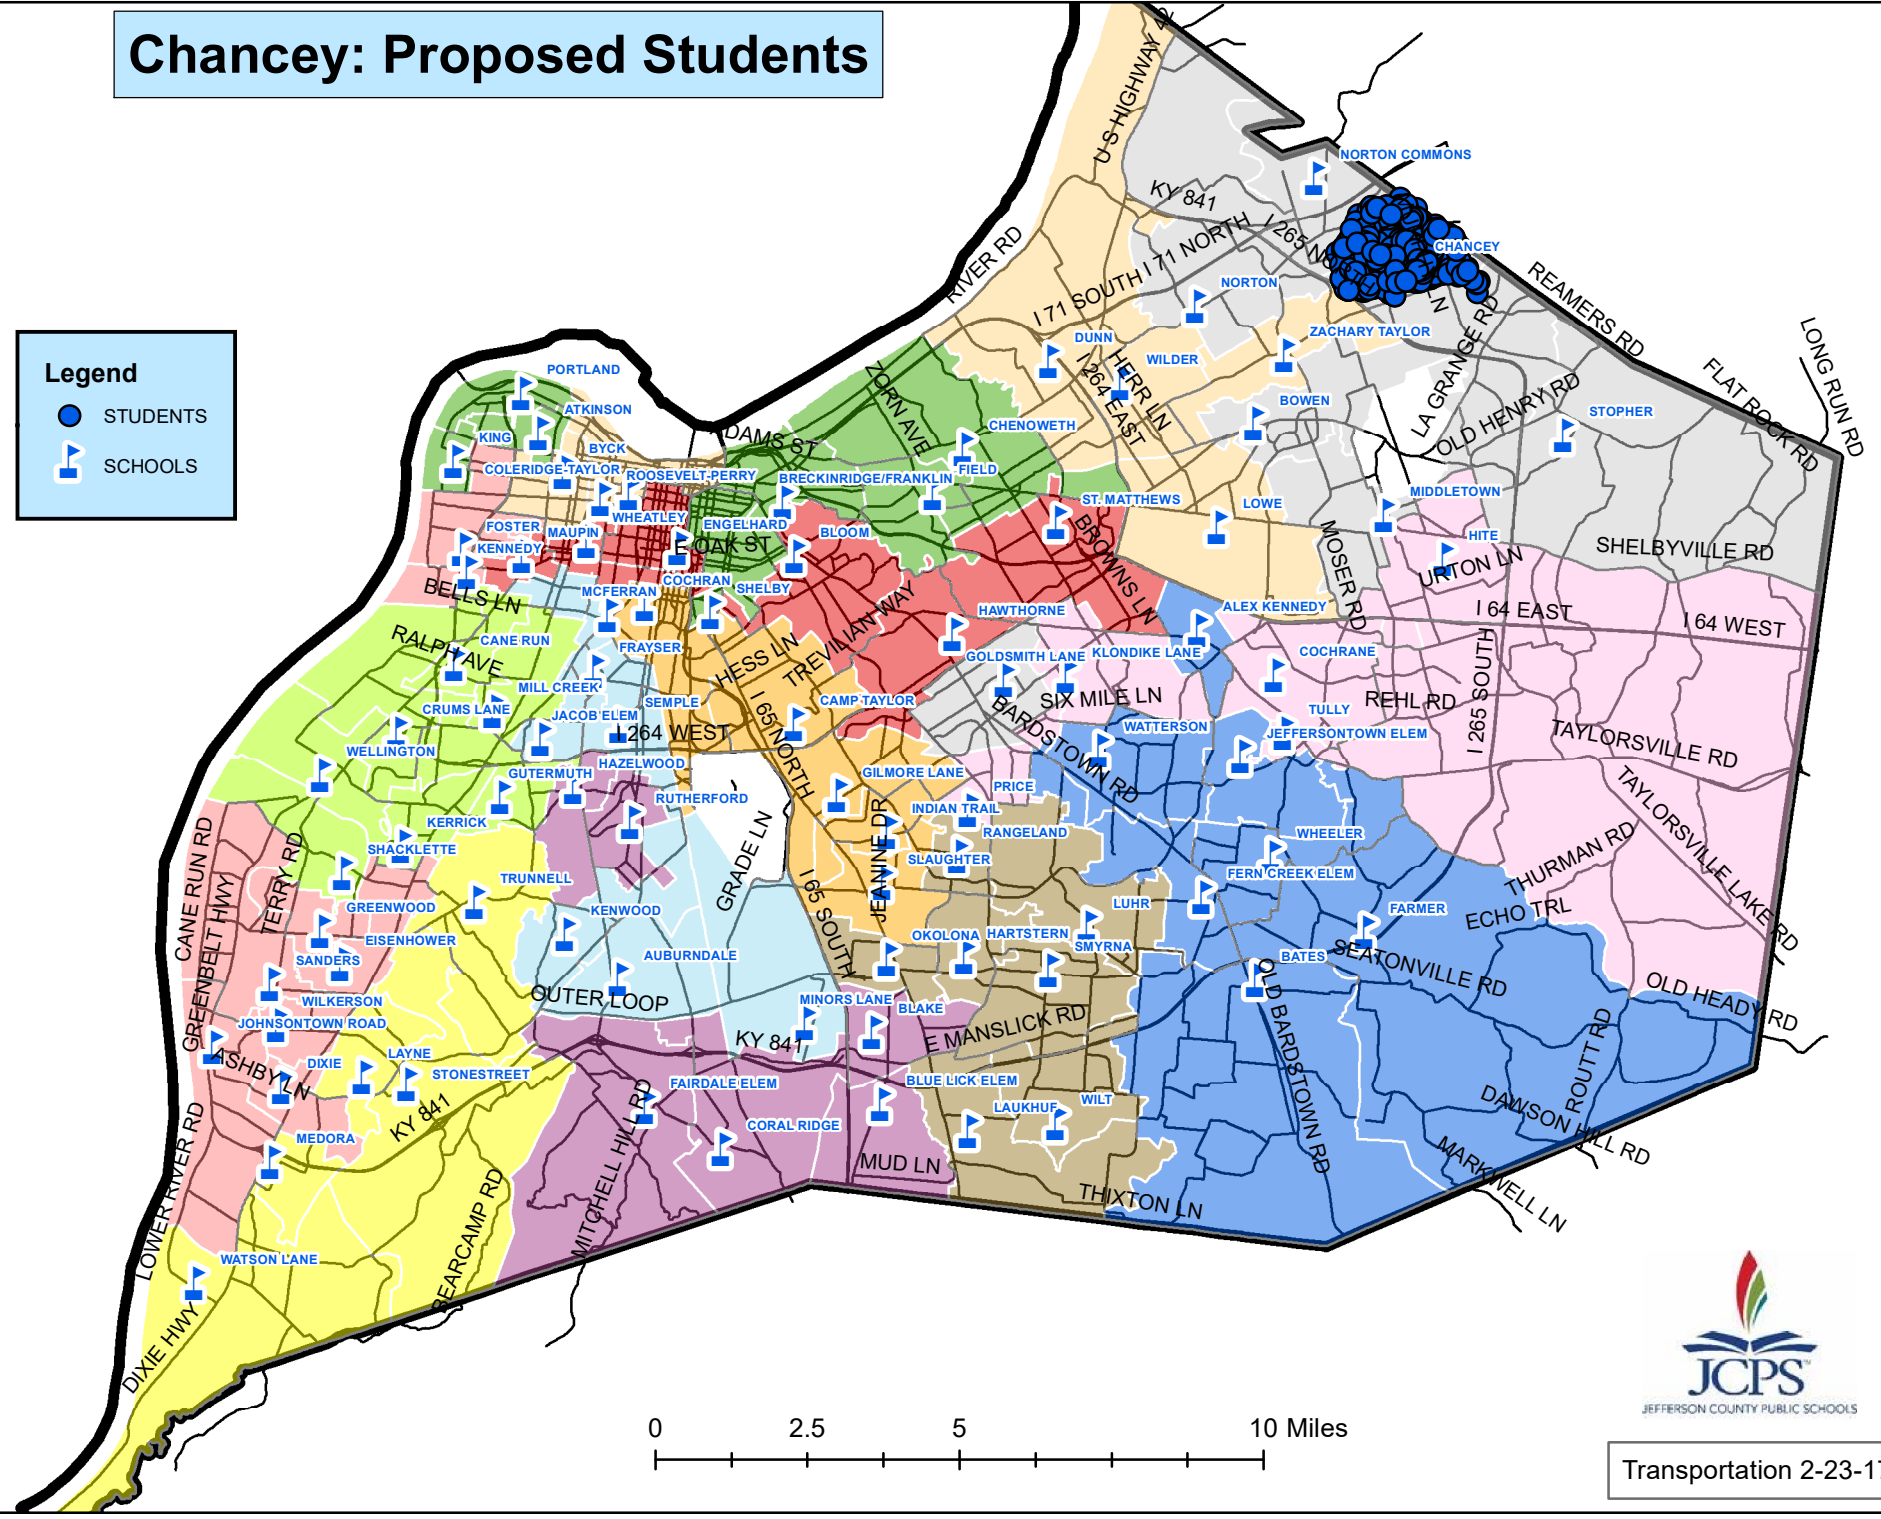 Chancey: Proposed Students
Legend
STUDENTS
SCHOOLS
U S HIGHWAY 42
NORTON COMMONS
KY 841
I 71 NORTH
I 265 NORTH
CHANCEY
LN
RIVER RD
I 71 SOUTH
NORTON
REAMERS RD
LONG RUN RD
ZACHARY TAYLOR
DUNN
WILDER
HERR LN
I 264 EAST
LA GRANGE RD
FLAT ROCK RD
PORTLAND
ZORN AVE
BOWEN
OLD HENRY RD
STOPHER
ATKINSON
CHENOWETH
KING
BYCK
ADAMS ST
COLERIDGE-TAYLOR
ROOSEVELT-PERRY
BRECKINRIDGE/FRANKLIN
FIELD
ST. MATTHEWS
LOWE
MIDDLETOWN
WHEATLEY
FOSTER
MAUPIN
ENGELHARD
BLOOM
BROWNS LN
MOSER RD
HITE
KENNEDY
E OAK ST
URTON LN
SHELBYVILLE RD
BELLS LN
COCHRAN
MCFERRAN
SHELBY
HAWTHORNE
ALEX KENNEDY
I 64 EAST
I 64 WEST
RALPH AVE
CANE RUN
FRAYSER
HESS LN
TREVILIAN WAY
GOLDSMITH LANE
KLONDIKE LANE
COCHRANE
MILL CREEK
SIX MILE LN
REHL RD
I 265 SOUTH
CRUMS LANE
JACOB ELEM
SEMPLE
I 65 NORTH
CAMP TAYLOR
BARDSTOWN RD
WATTERSON
TULLY
I 264 WEST
JEFFERSONTOWN ELEM
TAYLORSVILLE RD
WELLINGTON
HAZELWOOD
GUTERMUTH
GILMORE LANE
PRICE
TAYLORSVILLE LAKE RD
RUTHERFORD
INDIAN TRAIL
KERRICK
RANGELAND
WHEELER
CANE RUN RD
TERRY RD
SHACKLETTE
GRADE LN
JEANINE DR
SLAUGHTER
THURMAN RD
GREENBELT HWY
TRUNNELL
I 65 SOUTH
FERN CREEK ELEM
GREENWOOD
KENWOOD
LUHR
FARMER
ECHO TRL
EISENHOWER
OKOLONA
HARTSTERN
SMYRNA
SANDERS
AUBURNDALE
BATES
SEATONVILLE RD
OUTER LOOP
MINORS LANE
OLD HEADY RD
WILKERSON
BLAKE
JOHNSONTOWN ROAD
KY 841
E MANSLICK RD
OLD BARDSTOWN RD
ROUTT RD
ASHBY LN
DIXIE
LAYNE
STONESTREET
FAIRDALE ELEM
BLUE LICK ELEM
KY 841
LAUKHUF
WILT
DAWSON HILL RD
MITCHELL HILL RD
CORAL RIDGE
MEDORA
MUD LN
MARKWELL LN
LOWER RIVER RD
BEARCAMP RD
THIXTON LN
WATSON LANE
DIXIE HWY
JCPS
JEFFERSON COUNTY PUBLIC SCHOOLS
0 2.5 5 10 Miles
Transportation 2-23-17